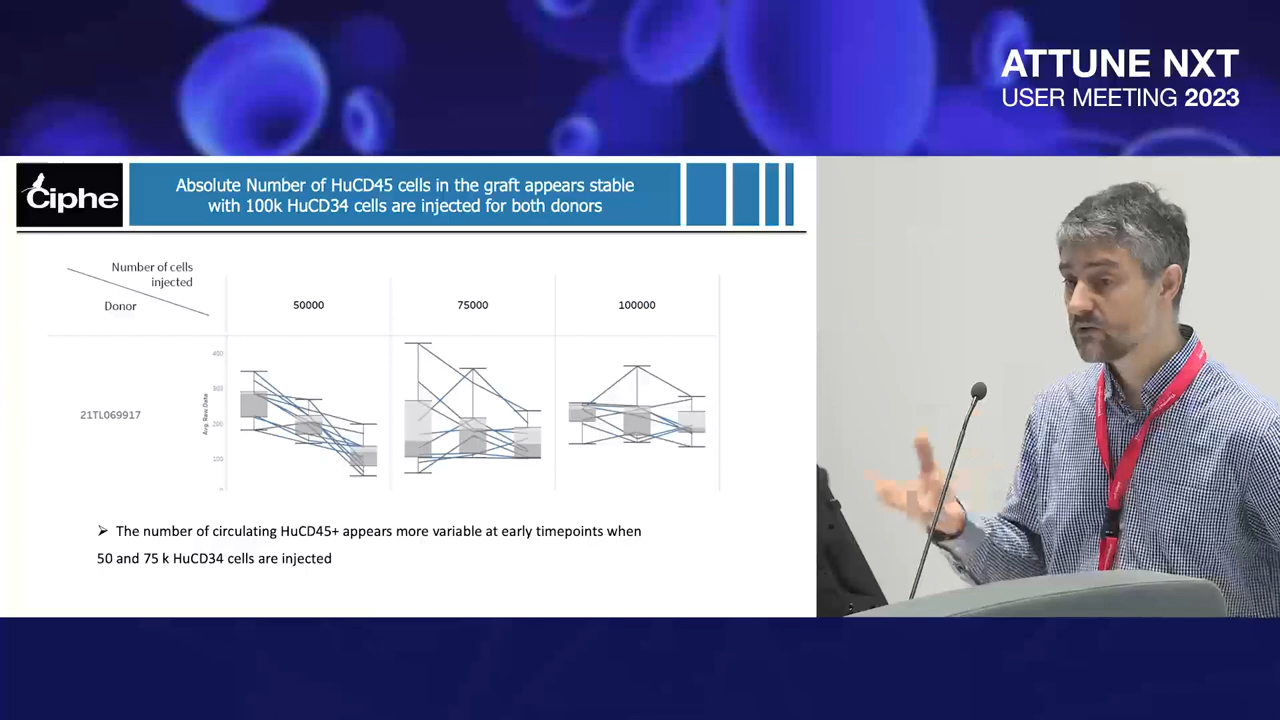 ATTUNE NXT
USER MEETING 2023
Ciphe
Absolute Number of HuCD45 cells in the graft appears stable
with 100k HuCD34 cells are injected for both donors
Number of cells
injected
Donor
50000
75000
100000
21TL069917
Avg. Raw Data
400
300
200
100
➢ The number of circulating HuCD45+ appears more variable at early timepoints when
50 and 75 k HuCD34 cells are injected